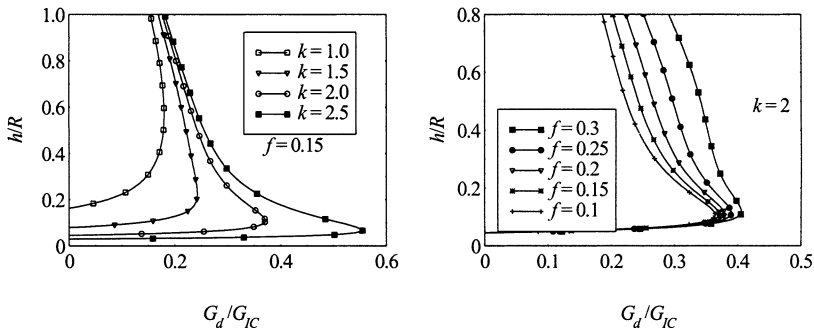 1.0
0.8
0.6
0.4
0.2
0
h/R
k=1.0
k=1.5
k=2.0
k=2.5
f=0.15
0 0.2 0.4 0.6
G_d/G_IC
0.8
0.6
0.4
0.2
0
h/R
k=2
f=0.3
f=0.25
f=0.2
f=0.15
f=0.1
0 0.1 0.2 0.3 0.4 0.5
G_d/G_IC